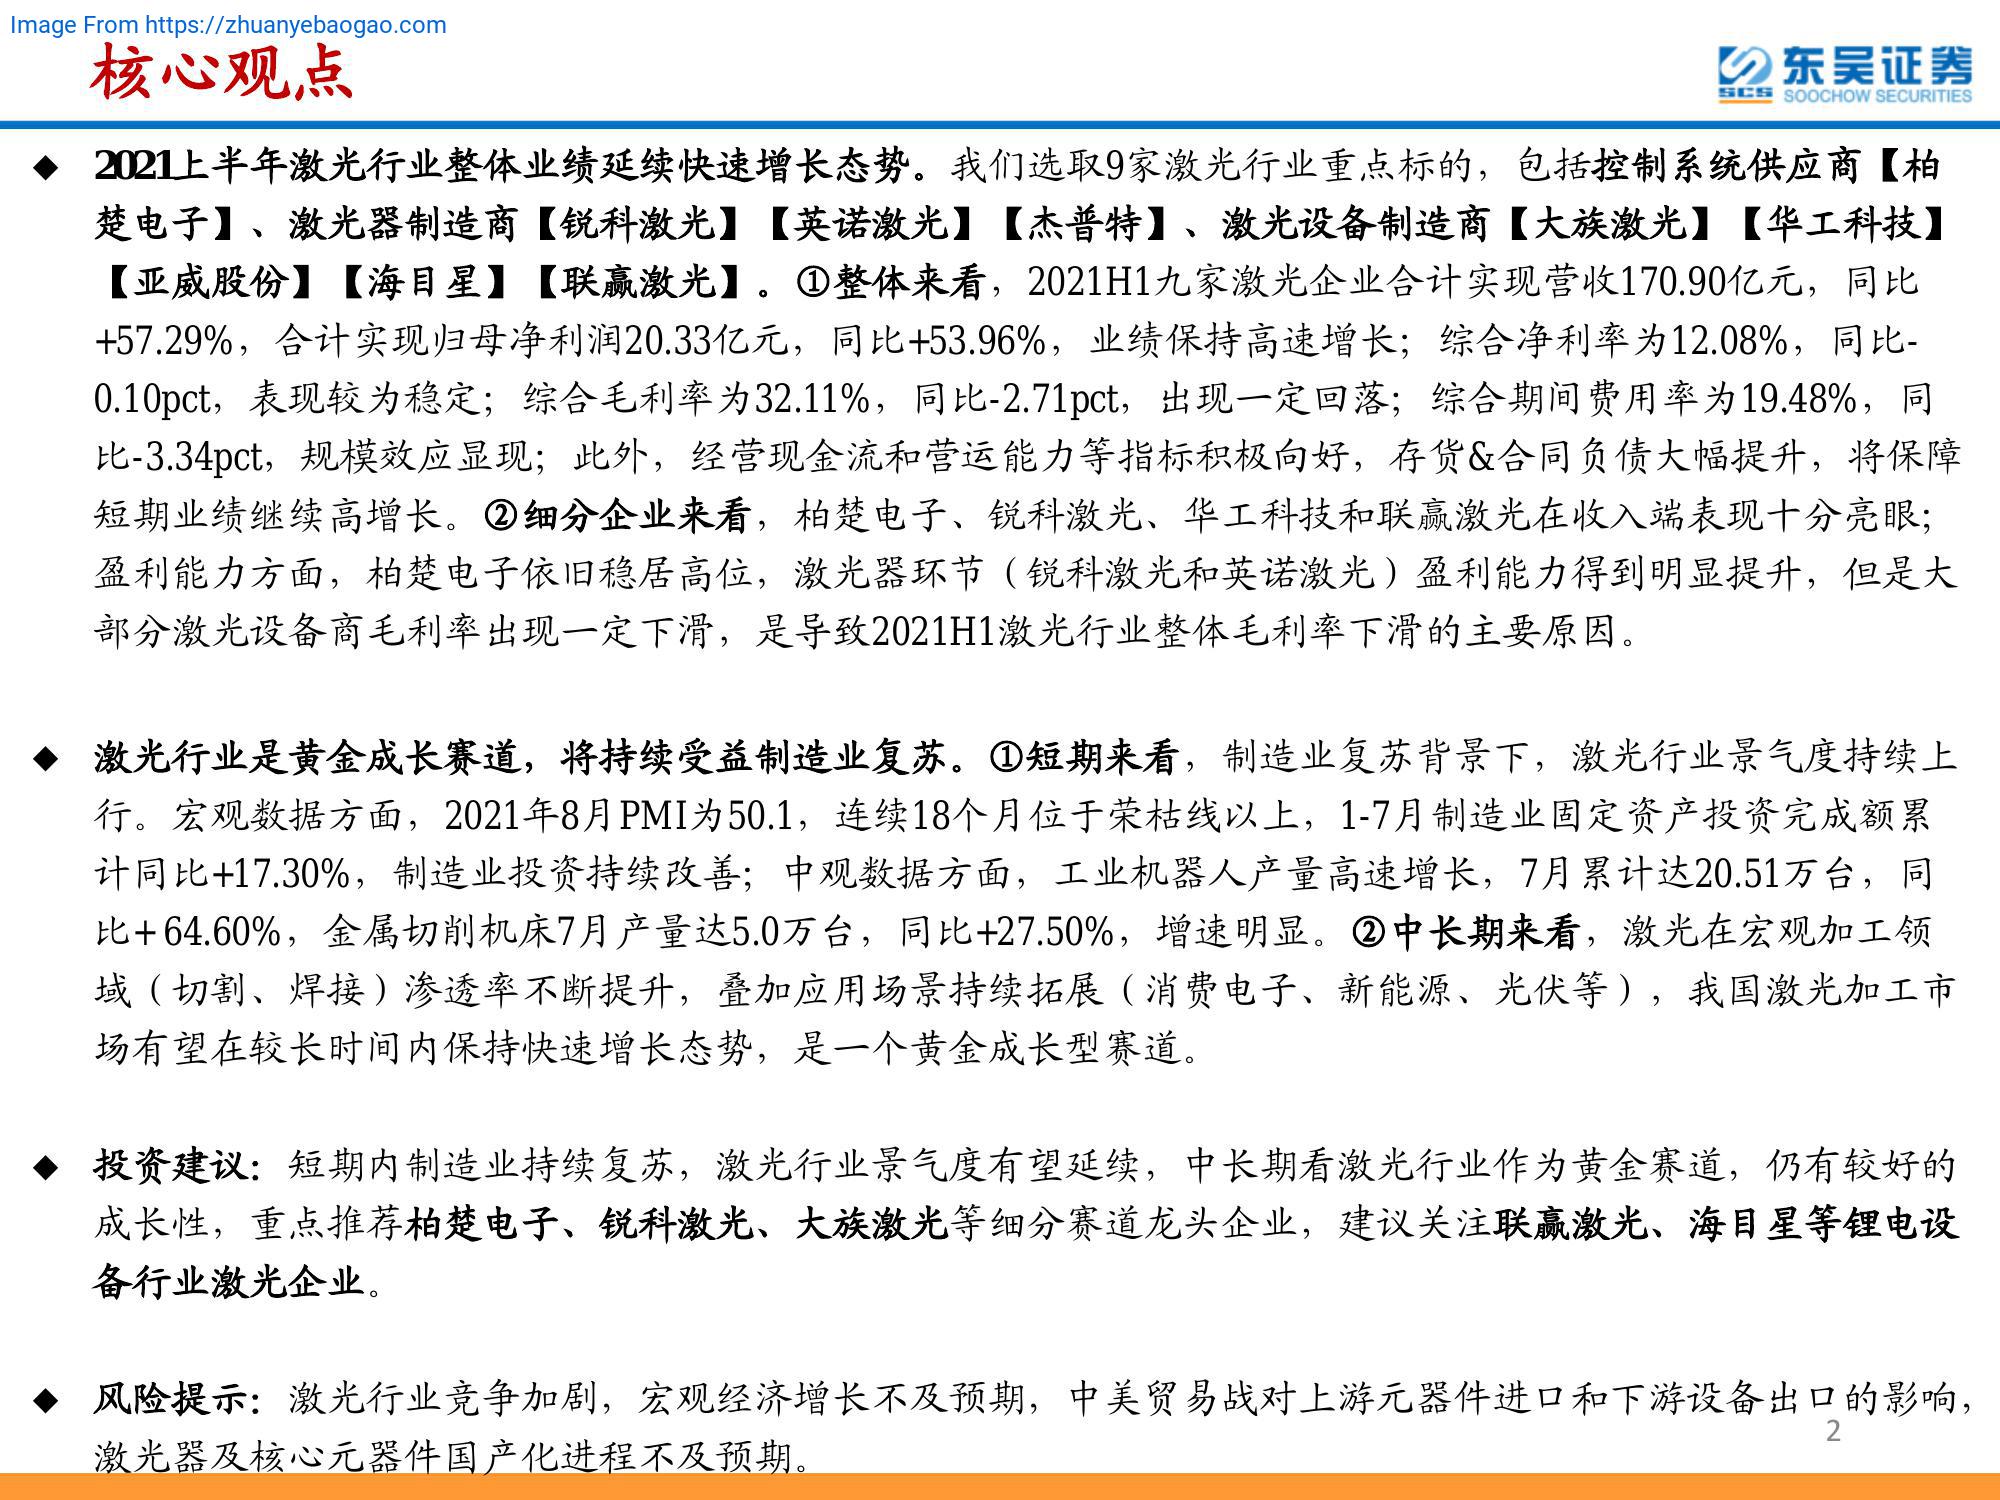 Image From https://zhuanyebaogao.com
核心观点
东吴证券
SCS SOOCHOW SECURITIES
◆ 2021上半年激光行业整体业绩延续快速增长态势。我们选取9家激光行业重点标的，包括控制系统供应商【柏
楚电子】、激光器制造商【锐科激光】【英诺激光】【杰普特】、激光设备制造商【大族激光】【华工科技】
【亚威股份】【海目星】【联赢激光】。①整体来看，2021H1九家激光企业合计实现营收170.90亿元，同比
+57.29%，合计实现归母净利润20.33亿元，同比+53.96%，业绩保持高速增长；综合净利率为12.08%，同比-
0.10pct，表现较为稳定；综合毛利率为32.11%，同比-2.71pct，出现一定回落；综合期间费用率为19.48%，同
比-3.34pct，规模效应显现；此外，经营现金流和营运能力等指标积极向好，存货&合同负债大幅提升，将保障
短期业绩继续高增长。②细分企业来看，柏楚电子、锐科激光、华工科技和联赢激光在收入端表现十分亮眼；
盈利能力方面，柏楚电子依旧稳居高位，激光器环节（锐科激光和英诺激光）盈利能力得到明显提升，但是大
部分激光设备商毛利率出现一定下滑，是导致2021H1激光行业整体毛利率下滑的主要原因。
◆ 激光行业是黄金成长赛道，将持续受益制造业复苏。①短期来看，制造业复苏背景下，激光行业景气度持续上
行。宏观数据方面，2021年8月PMI为50.1，连续18个月位于荣枯线以上，1-7月制造业固定资产投资完成额累
计同比+17.30%，制造业投资持续改善；中观数据方面，工业机器人产量高速增长，7月累计达20.51万台，同
比+64.60%，金属切削机床7月产量达5.0万台，同比+27.50%，增速明显。②中长期来看，激光在宏观加工领
域（切割、焊接）渗透率不断提升，叠加应用场景持续拓展（消费电子、新能源、光伏等），我国激光加工市
场有望在较长时间内保持快速增长态势，是一个黄金成长型赛道。
◆ 投资建议：短期内制造业持续复苏，激光行业景气度有望延续，中长期看激光行业作为黄金赛道，仍有较好的
成长性，重点推荐柏楚电子、锐科激光、大族激光等细分赛道龙头企业，建议关注联赢激光、海目星等锂电设
备行业激光企业。
◆ 风险提示：激光行业竞争加剧，宏观经济增长不及预期，中美贸易战对上游元器件进口和下游设备出口的影响，
激光器及核心元器件国产化进程不及预期。
2